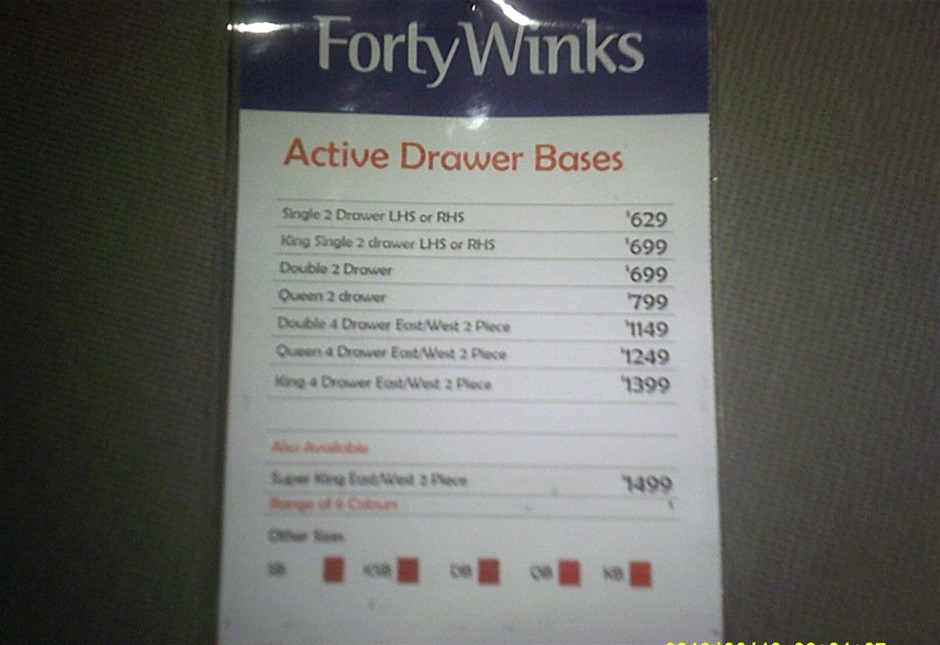 Forty Winks
Active Drawer Bases
Single 2 Drawer LHS or RHS $629
King Single 2 drawer LHS or RHS $699
Double 2 Drawer $699
Queen 2 drawer $799
Double 4 Drawer East/West 2 Piece $1149
Queen 4 Drawer East/West 2 Piece $1249
King 4 Drawer East/West 2 Piece $1399
Also Available
Super King East/West 2 Piece $1499
Range of Colours
Other Sizes
SB KSB DB QB KB